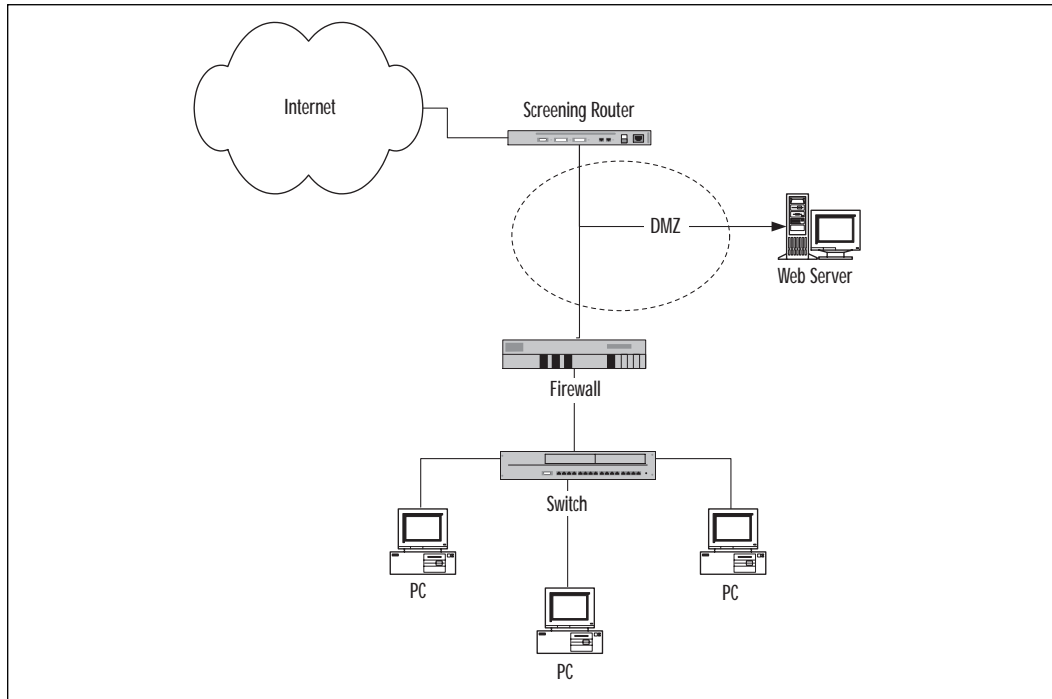 Internet
Screening Router
DMZ
Web Server
Firewall
Switch
PC
PC
PC